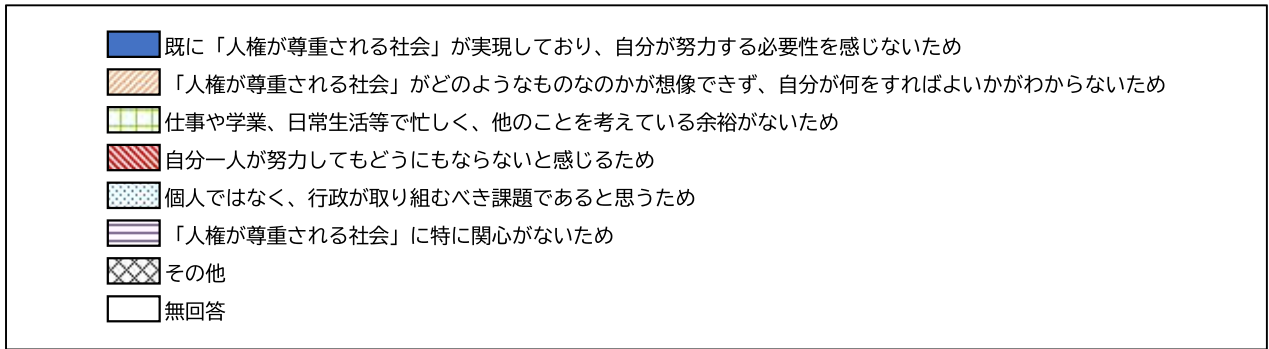 既に「人権が尊重される社会」が実現しており、自分が努力する必要性を感じないため
「人権が尊重される社会」がどのようなものなのかが想像できず、自分が何をすればよいかがわからないため
仕事や学業、日常生活等で忙しく、他のことを考えている余裕がないため
自分一人が努力してもどうにもならないと感じるため
個人ではなく、行政が取り組むべき課題であると思うため
「人権が尊重される社会」に特に関心がないため
その他
無回答